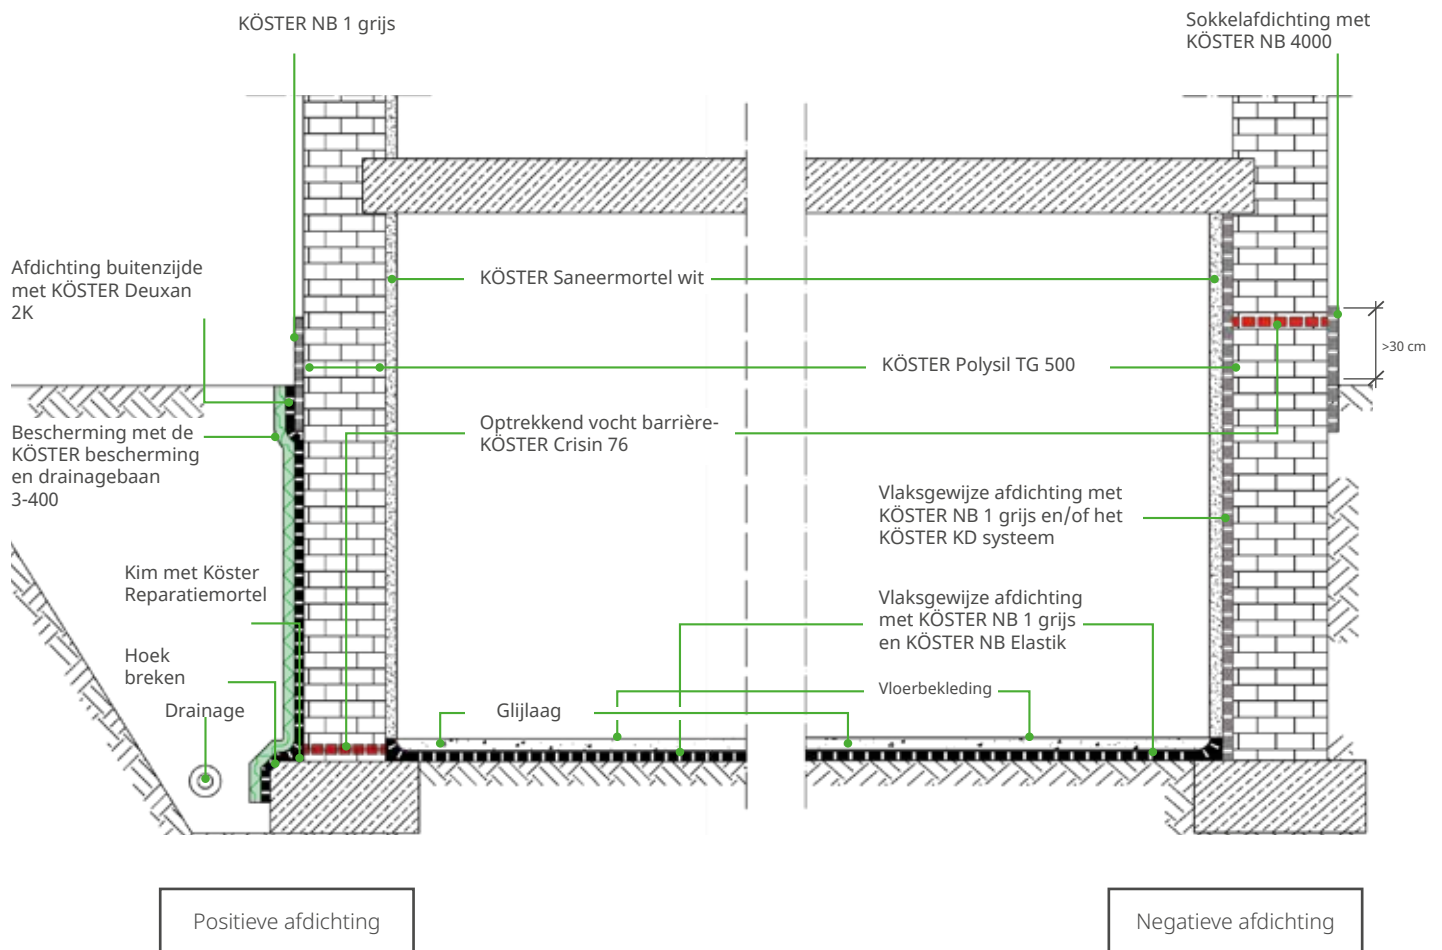 KÖSTER NB 1 grijs
Sokkelafdichting met
KÖSTER NB 4000
Afdichting buitenzijde
met KÖSTER Deuxan
2K
KÖSTER Saneermortel wit
>30 cm
KÖSTER Polysil TG 500
Bescherming met de
KÖSTER bescherming
en drainagebaan
3-400
Optrekkend vocht barrière-
KÖSTER Crisin 76
Vlaksgewijze afdichting met
KÖSTER NB 1 grijs en/of het
KÖSTER KD systeem
Kim met Köster
Reparatiemortel
Vlaksgewijze afdichting
met KÖSTER NB 1 grijs
en KÖSTER NB Elastik
Hoek
breken
Vloerbekleding
Drainage
Glijlaag
Positieve afdichting
Negatieve afdichting